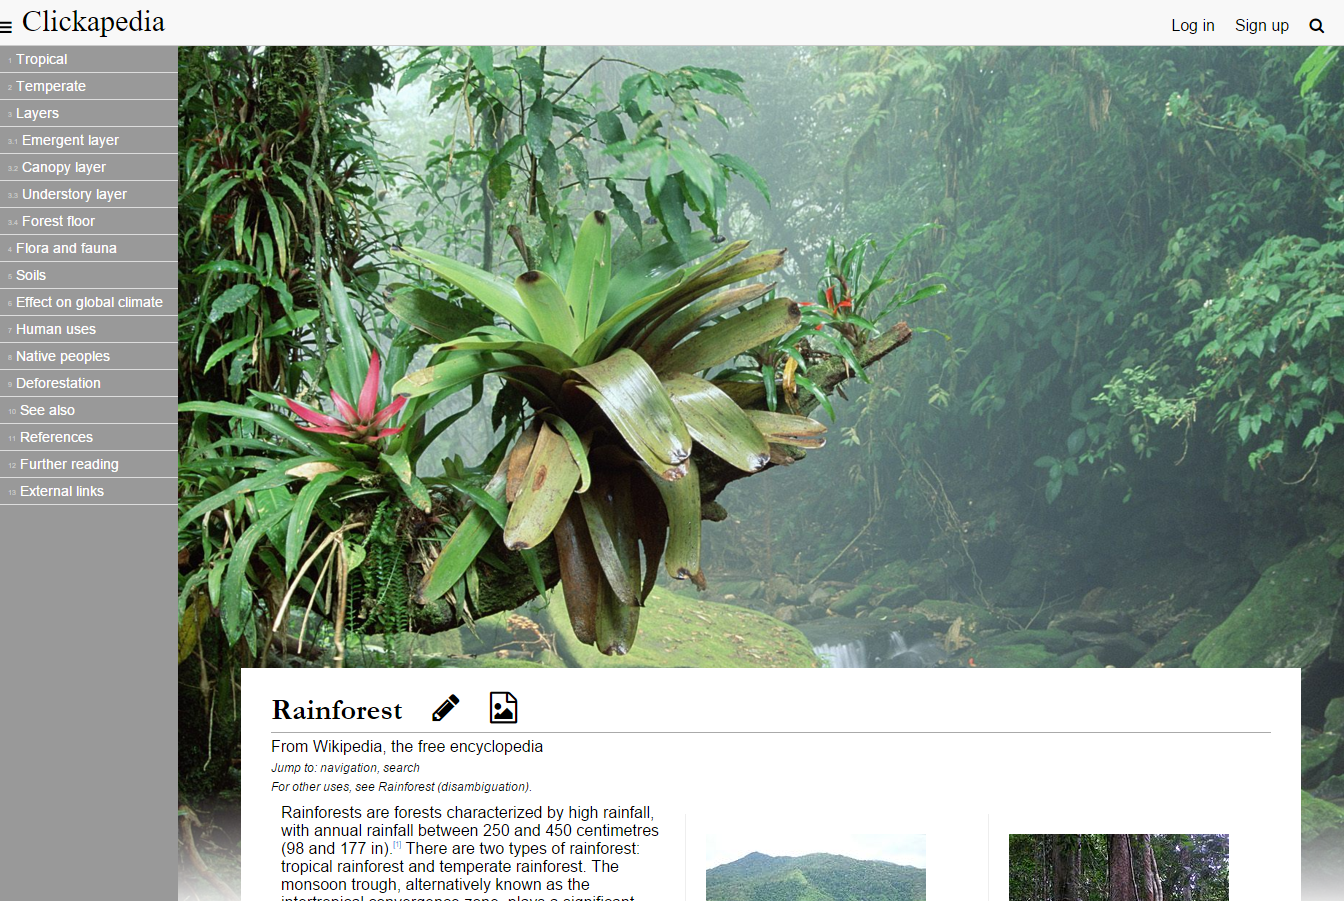 Clickapedia
Log in Sign up
1 Tropical
2 Temperate
3 Layers
3.1 Emergent layer
3.2 Canopy layer
3.3 Understory layer
3.4 Forest floor
4 Flora and fauna
5 Soils
6 Effect on global climate
7 Human uses
8 Native peoples
9 Deforestation
10 See also
11 References
12 Further reading
13 External links
Rainforest
From Wikipedia, the free encyclopedia
Jump to: navigation, search
For other uses, see Rainforest (disambiguation).
Rainforests are forests characterized by high rainfall,
with annual rainfall between 250 and 450 centimetres
(98 and 177 in).[1] There are two types of rainforest:
tropical rainforest and temperate rainforest. The
monsoon trough, alternatively known as the
intertropical convergence zone, plays a significant